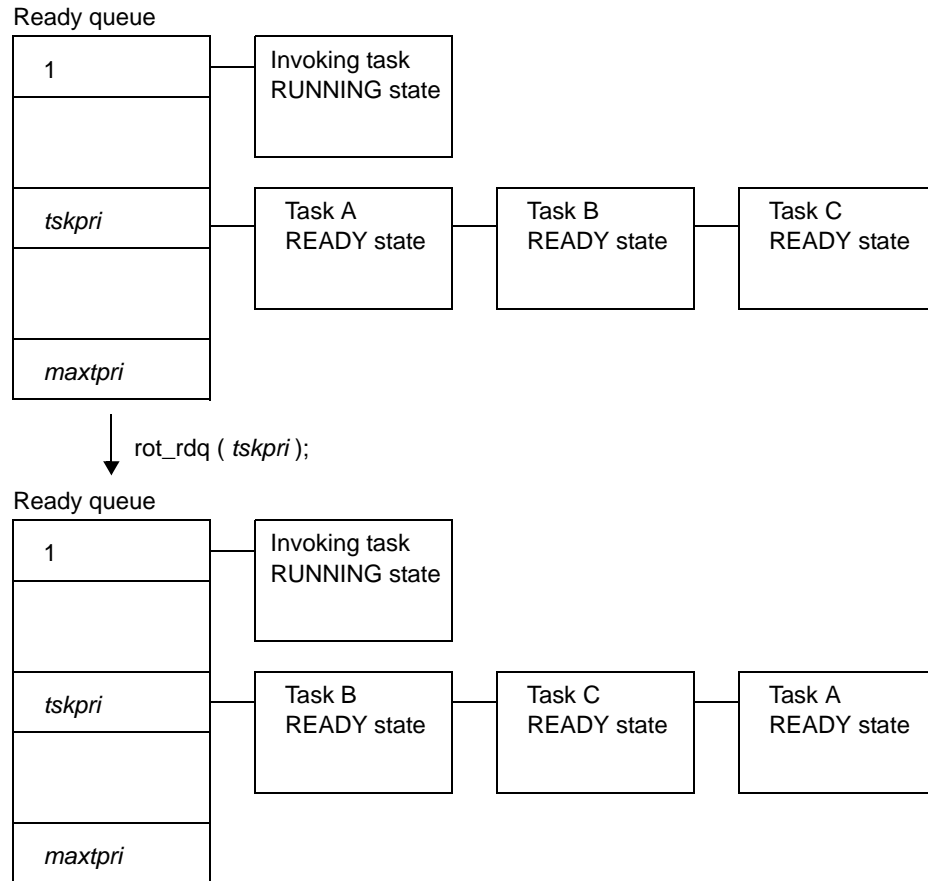 Ready queue
1
Invoking task
RUNNING state
tskpri
Task A
READY state
Task B
READY state
Task C
READY state
maxtpri
rot_rdq ( tskpri );
Ready queue
1
Invoking task
RUNNING state
tskpri
Task B
READY state
Task C
READY state
Task A
READY state
maxtpri